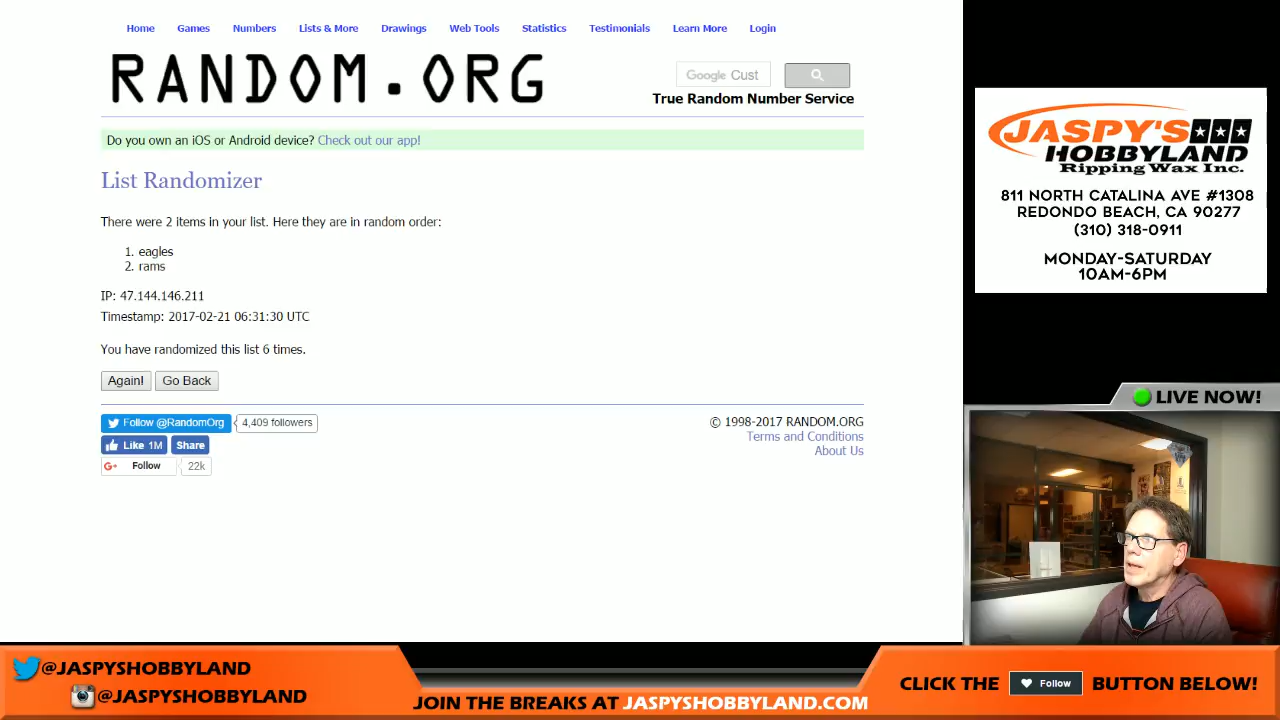 Home Games Numbers Lists & More Drawings Web Tools Statistics Testimonials Learn More Login
RANDOM.ORG
Google Cust
True Random Number Service
Do you own an iOS or Android device? Check out our app!
List Randomizer
There were 2 items in your list. Here they are in random order:
1. eagles
2. rams
IP: 47.144.146.211
Timestamp: 2017-02-21 06:31:30 UTC
You have randomized this list 6 times.
Again! Go Back
Follow @RandomOrg 4,409 followers
Like 1M Share
G+ Follow 22k
© 1998-2017 RANDOM.ORG
Terms and Conditions
About Us
JASPY'S
HOBBYLAND
Ripping Wax Inc.
811 NORTH CATALINA AVE #1308
REDONDO BEACH, CA 90277
(310) 318-0911
MONDAY-SATURDAY
10AM-6PM
LIVE NOW!
@JASPYSHOBBYLAND
@JASPYSHOBBYLAND
JOIN THE BREAKS AT JASPYSHOBBYLAND.COM
CLICK THE Follow BUTTON BELOW!